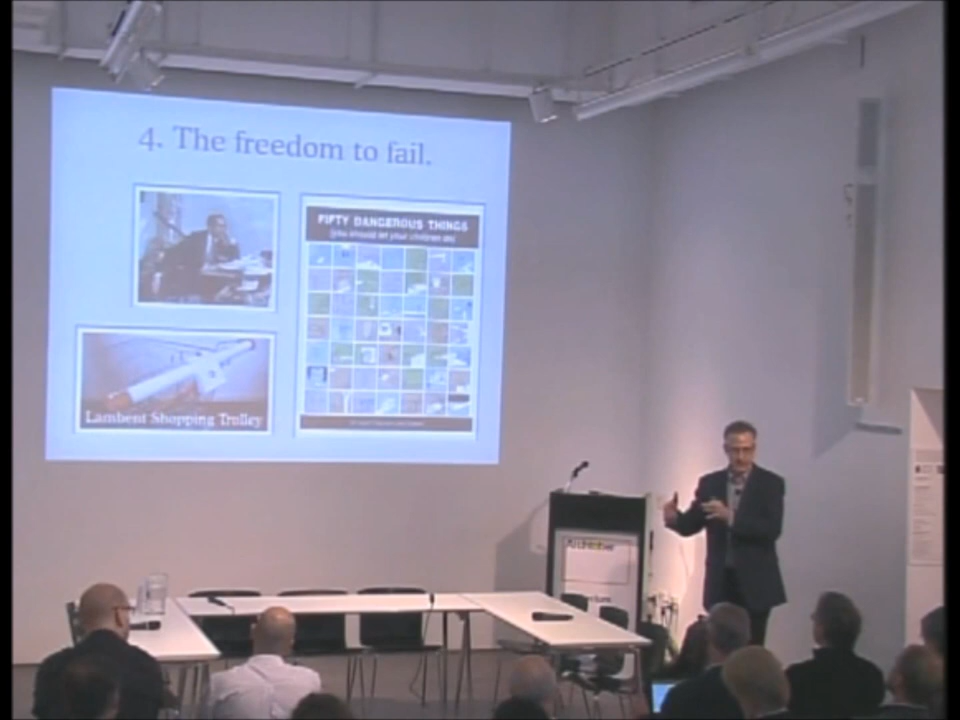 4. The freedom to fail.
FIFTY DANGEROUS THINGS
(you should let your children do)
Lambent Shopping Trolley